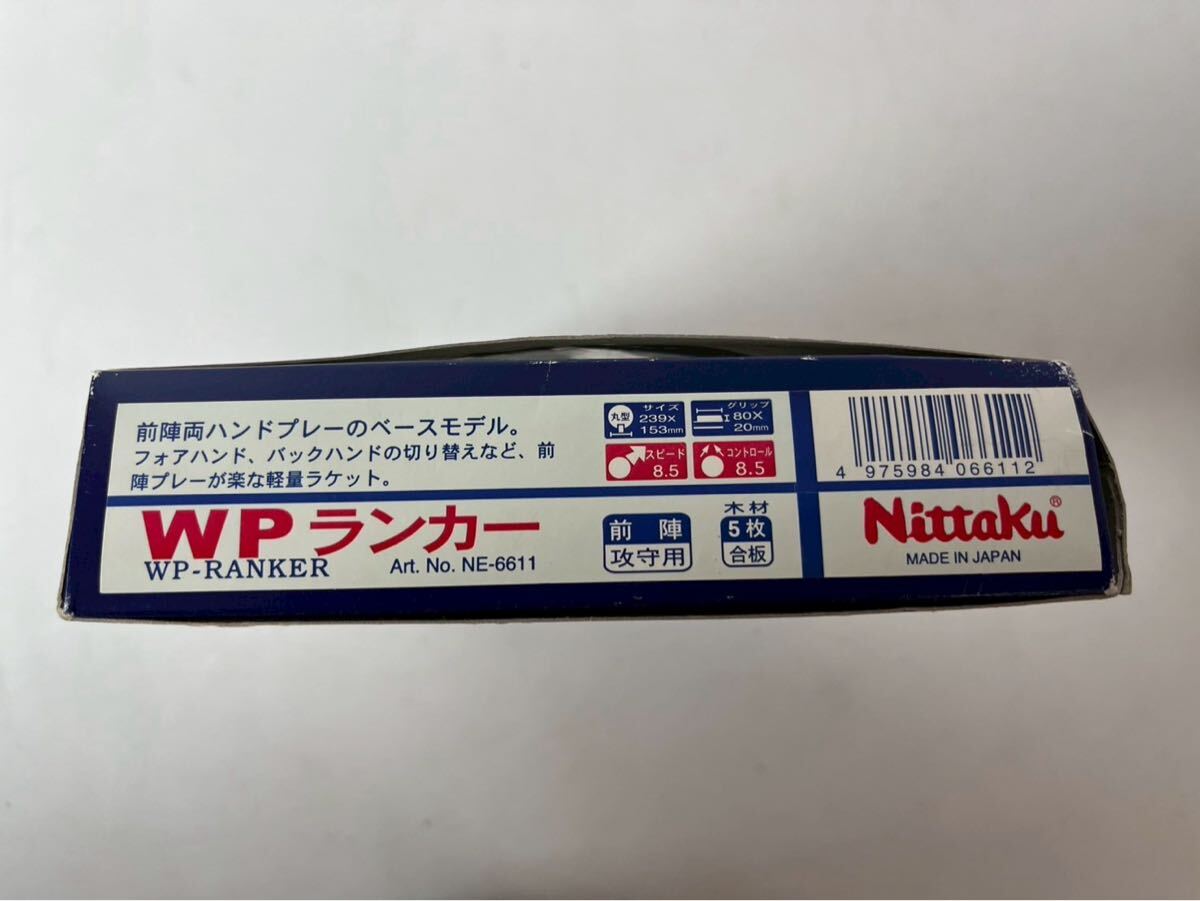 前陣両ハンドプレーのベースモデル。
フォアハンド、バックハンドの切り替えなど、前
陣プレーが楽な軽量ラケット。
丸型
サイズ
239×
153mm
グリップ
80×
20mm
スピード
8.5
コントロール
8.5
4 975984 066112
WPランカー
WP-RANKER
Art. No. NE-6611
前陣
攻守用
木材
5枚
合板
Nittaku®
MADE IN JAPAN